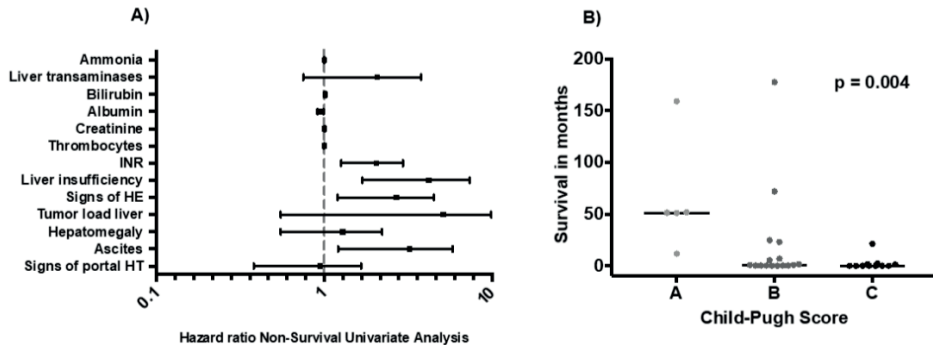 A)
Ammonia
Liver transaminases
Bilirubin
Albumin
Creatinine
Thrombocytes
INR
Liver insufficiency
Signs of HE
Tumor load liver
Hepatomegaly
Ascites
Signs of portal HT
0·1
1
10
Hazard ratio Non-Survival Univariate Analysis
B)
200
150
100
50
0
Survival in months
p = 0.004
A B C
Child-Pugh Score